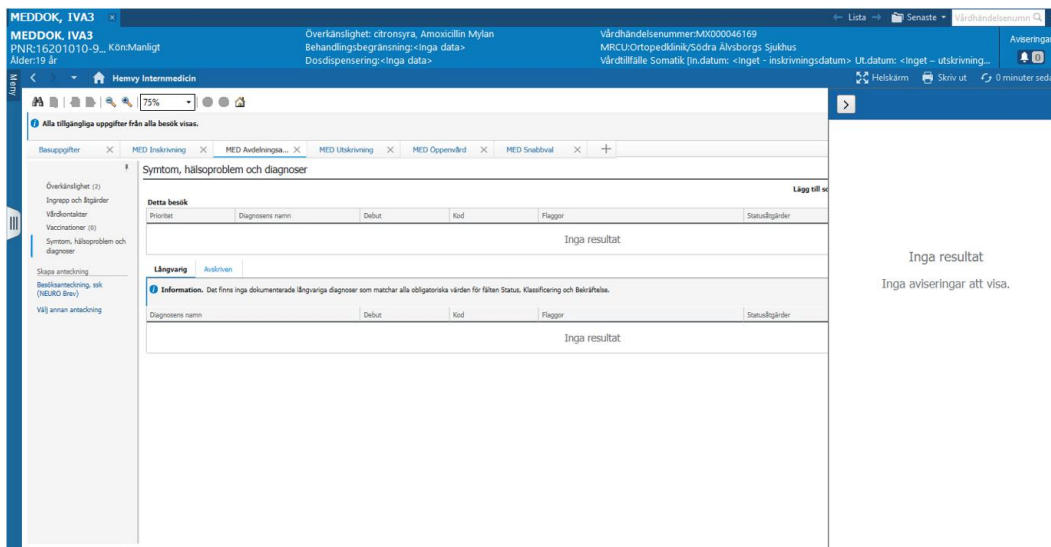 MEDDOK, IVA3 ×
← Lista → Senaste Vårdhändelsenumn
MEDDOK, IVA3
PNR:16201010-9... Kön:Manligt
Ålder:19 år
Överkänslighet: citronsyra, Amoxicillin Mylan
Behandlingsbegränsning:<Inga data>
Dosdispensering:<Inga data>
Vårdhändelsenummer:MX000046169
MRCU:Ortopedklinik/Södra Älvsborgs Sjukhus
Vårdtillfälle Somatik [In.datum: <Inget - inskrivningsdatum> Ut.datum: <Inget – utskrivning...
Aviseringar
0
Meny
Hemvy Internmedicin
Helskärm Skriv ut 0 minuter seda
75%
Alla tillgängliga uppgifter från alla besök visas.
Basuppgifter × MED Inskrivning × MED Avdelningsa... × MED Utskrivning × MED Öppenvård × MED Snabbval × +
Överkänslighet (2)
Ingrepp och åtgärder
Vårdkontakter
Vaccinationer (0)
Symtom, hälsoproblem och
diagnoser
Skapa anteckning
Besöksanteckning, ssk
(NEURO Brev)
Välj annan anteckning
Symtom, hälsoproblem och diagnoser
Lägg till so
Detta besök
Prioritet Diagnosens namn Debut Kod Flaggor Statusåtgärder
Inga resultat
Långvarig Avskriven
Information. Det finns inga dokumenterade långvariga diagnoser som matchar alla obligatoriska värden för fälten Status, Klassificering och Bekräftelse.
Diagnosens namn Debut Kod Flaggor Statusåtgärder
Inga resultat
Inga resultat
Inga aviseringar att visa.